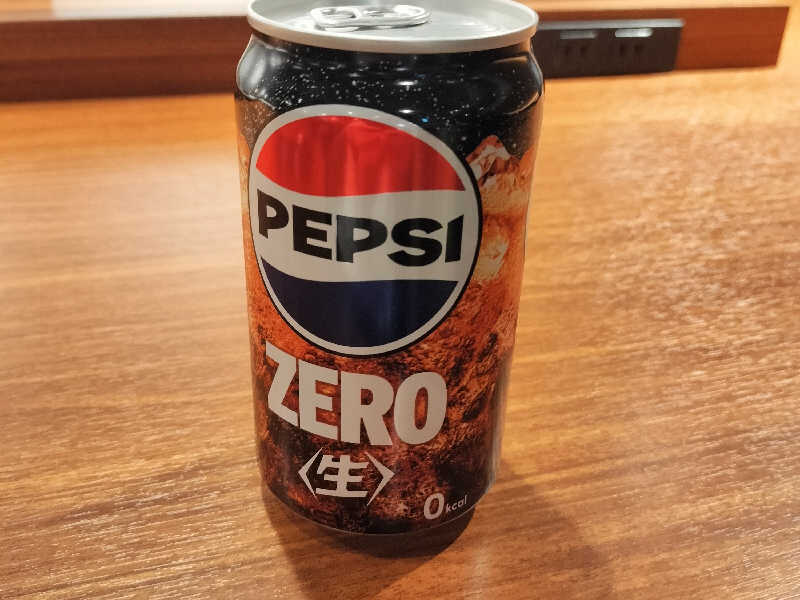 PEPSI
ZERO
〈生〉
0kcal